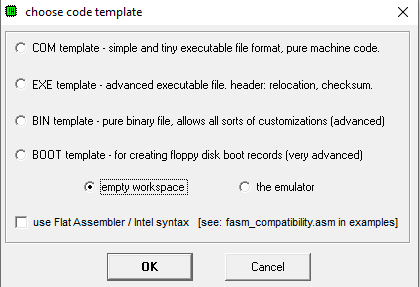 choose code template
COM template - simple and tiny executable file format, pure machine code.
EXE template - advanced executable file. header: relocation, checksum.
BIN template - pure binary file, allows all sorts of customizations (advanced)
BOOT template - for creating floppy disk boot records (very advanced)
empty workspace the emulator
use Flat Assembler / Intel syntax [see: fasm_compatibility.asm in examples]
OK Cancel